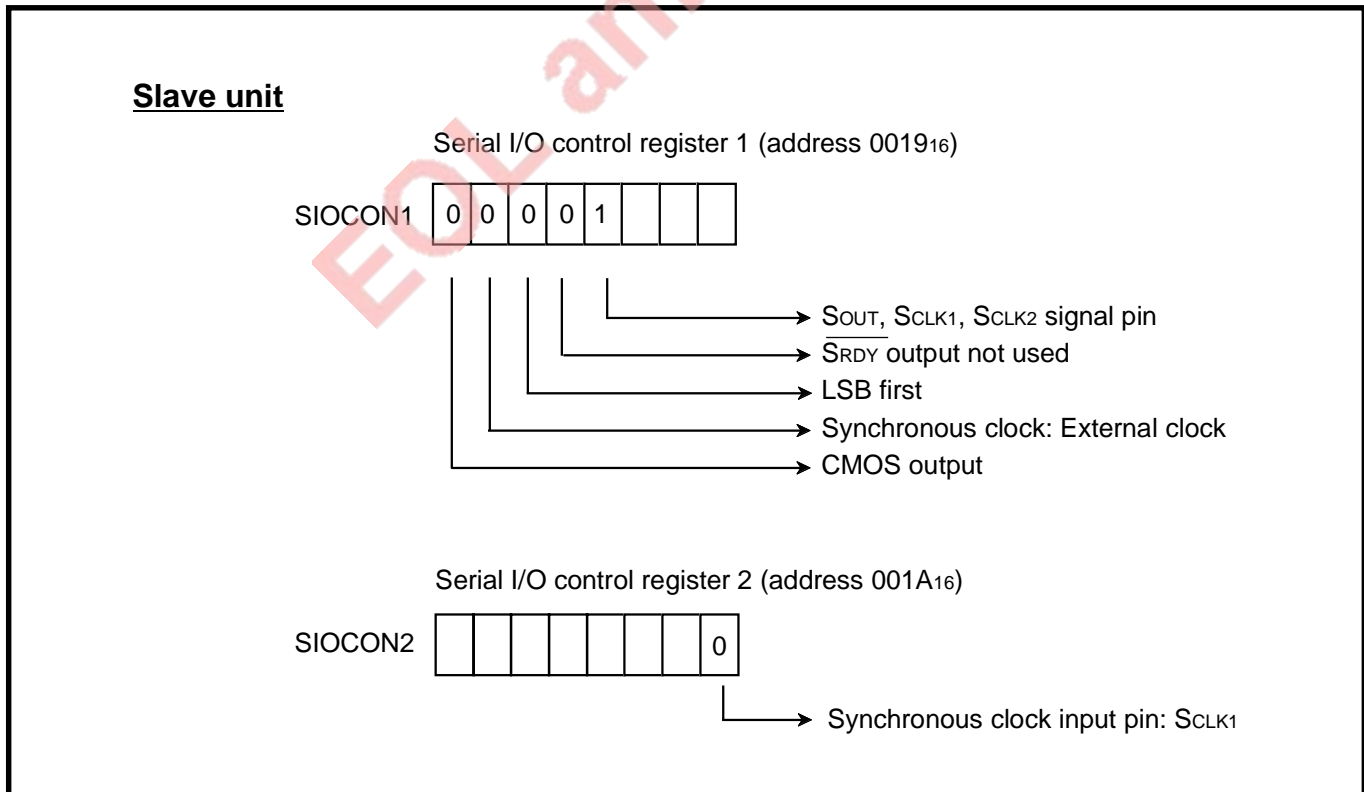 EOL an
Slave unit
Serial I/O control register 1 (address 0019₁₆)
SIOCON1 0 0 0 0 1
SOUT, SCLK1, SCLK2 signal pin
S̅R̅D̅Y̅ output not used
LSB first
Synchronous clock: External clock
CMOS output
Serial I/O control register 2 (address 001A₁₆)
SIOCON2 0
Synchronous clock input pin: SCLK1